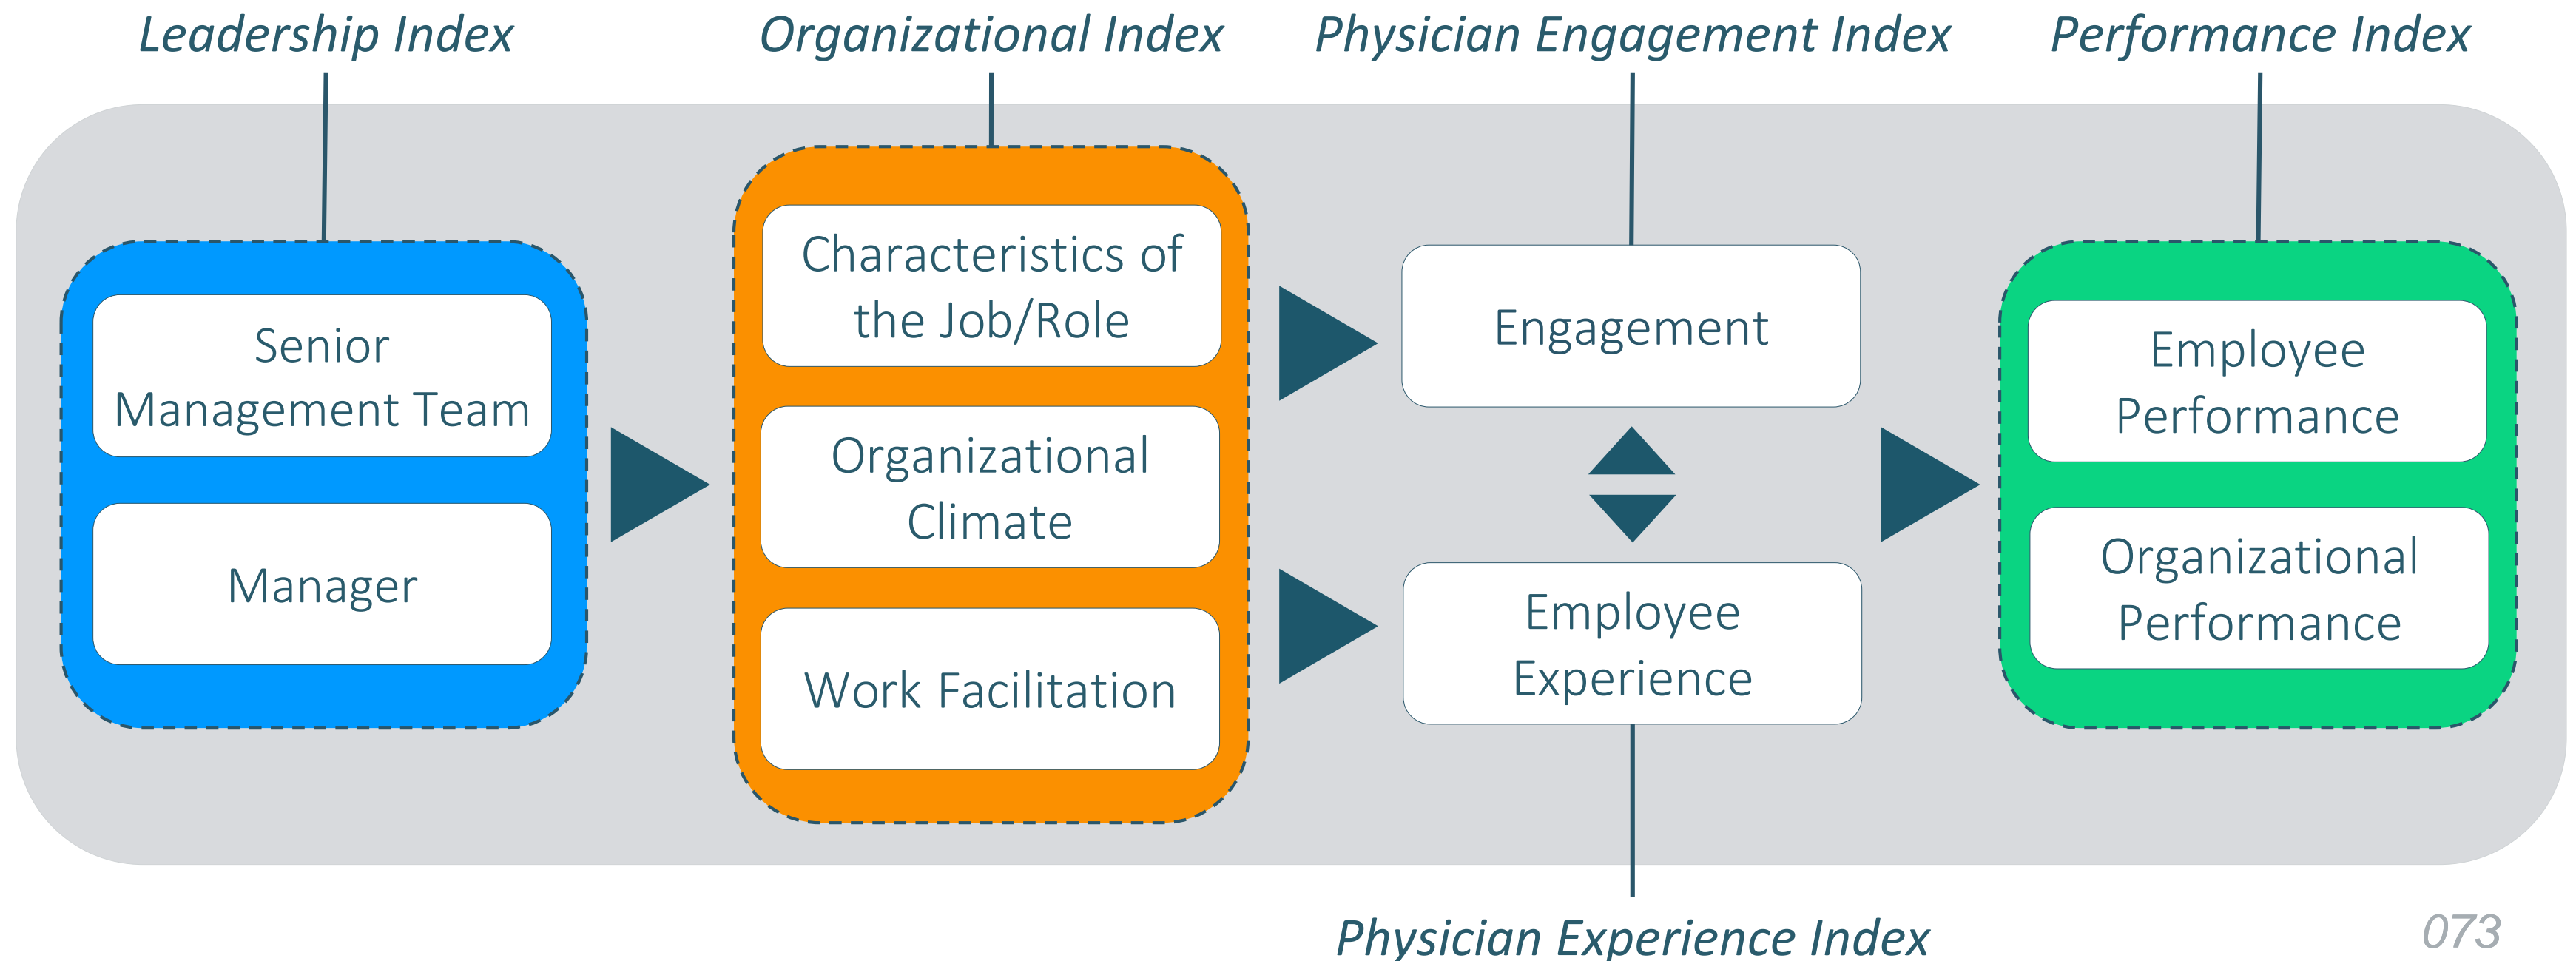 Leadership Index
Organizational Index
Physician Engagement Index
Performance Index
Senior
Management Team
Manager
Characteristics of
the Job/Role
Organizational
Climate
Work Facilitation
Engagement
Employee
Experience
Employee
Performance
Organizational
Performance
Physician Experience Index
073